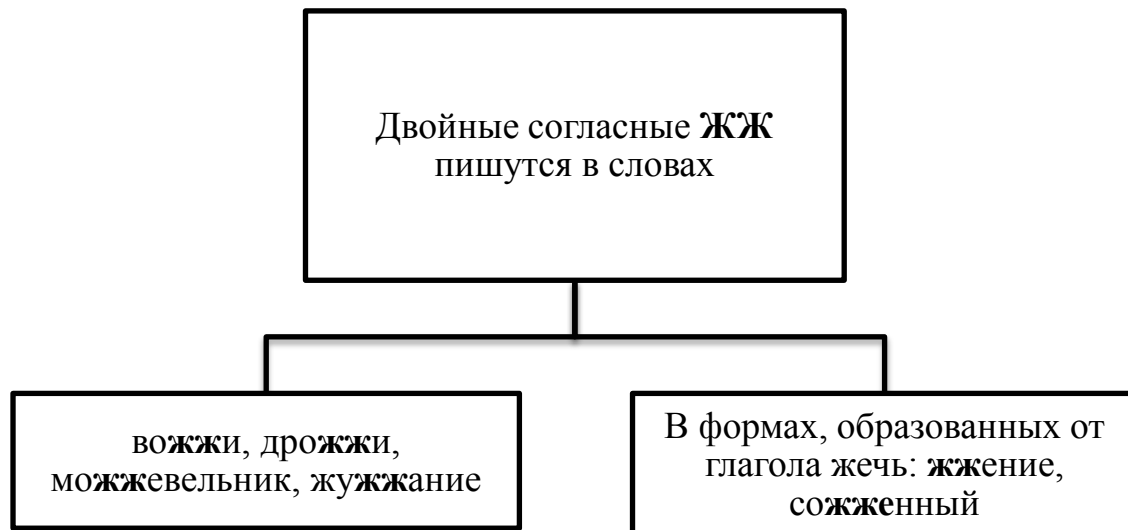 Двойные согласные ЖЖ
пишутся в словах
вожжи, дрожжи,
можжевельник, жужжание
В формах, образованных от
глагола жечь: жжение,
сожженный